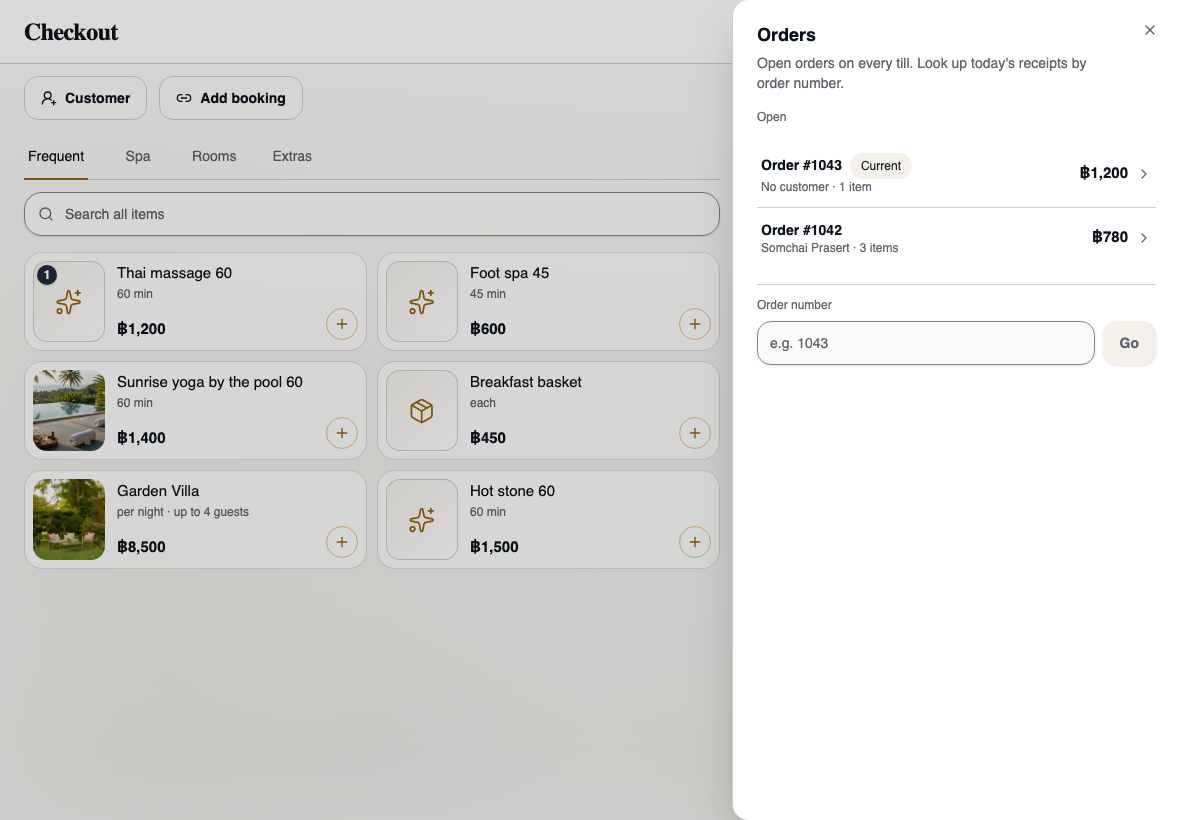 Checkout
Customer
Add booking
Frequent
Spa
Rooms
Extras
Search all items
1
Thai massage 60
60 min
฿1,200
Foot spa 45
45 min
฿600
Sunrise yoga by the pool 60
60 min
฿1,400
Breakfast basket
each
฿450
Garden Villa
per night · up to 4 guests
฿8,500
Hot stone 60
60 min
฿1,500
Orders
Open orders on every till. Look up today's receipts by
order number.
Open
Order #1043
Current
฿1,200
No customer · 1 item
Order #1042
฿780
Somchai Prasert · 3 items
Order number
e.g. 1043
Go